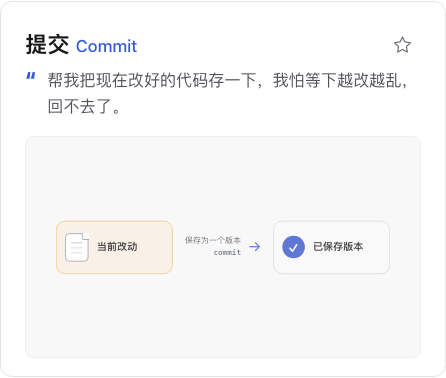 提交 Commit
“ 帮我把现在改好的代码存一下，我怕等下越改越乱，
回不去了。
当前改动
保存为一个版本
commit
已保存版本